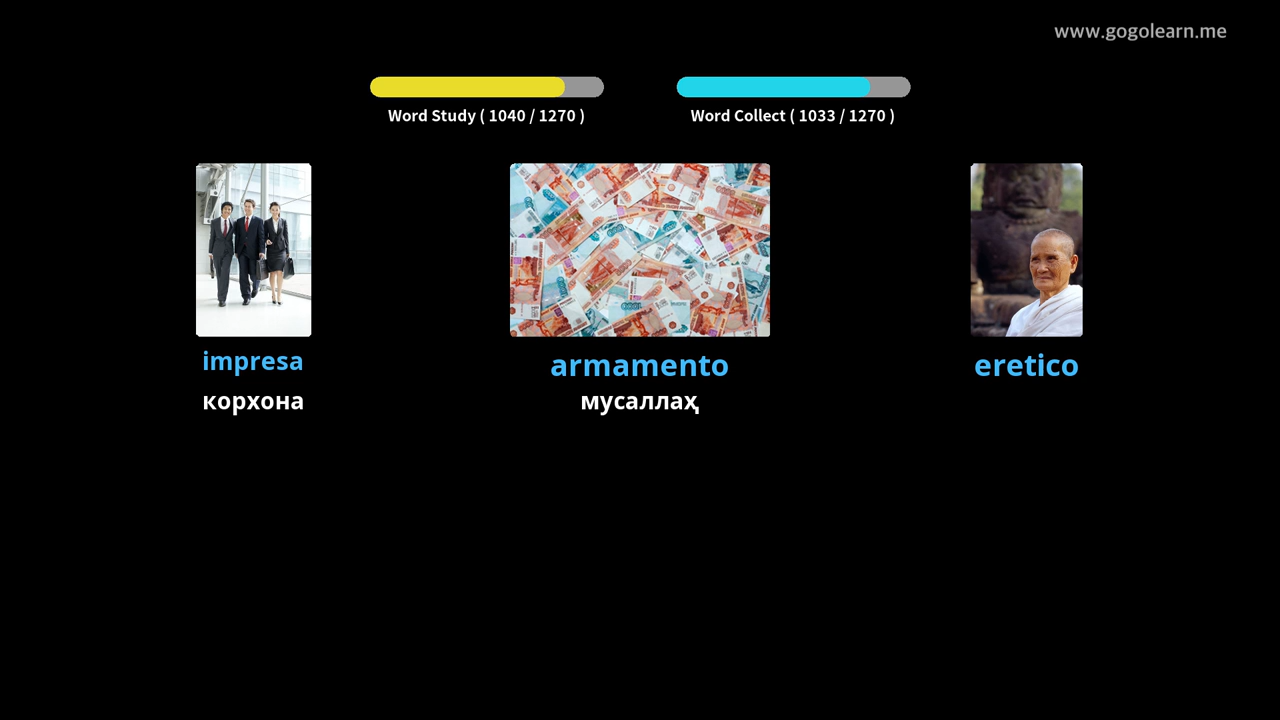 www.gogolearn.me
Word Study ( 1040 / 1270 )
Word Collect ( 1033 / 1270 )
impresa
armamento
eretico
корхона
мусаллаҳ